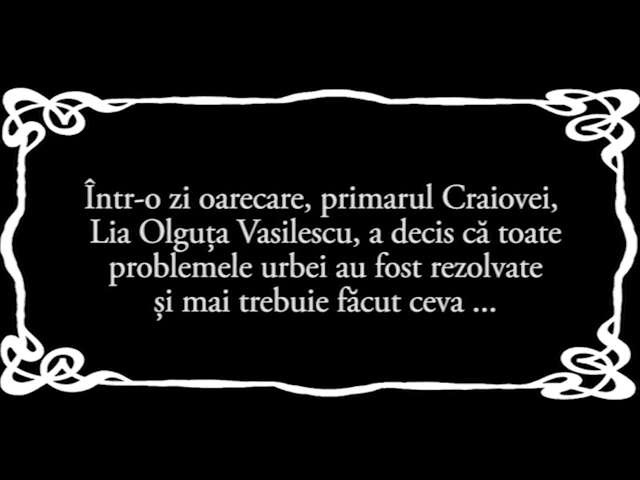 Într-o zi oarecare, primarul Craiovei,
Lia Olguța Vasilescu, a decis că toate
problemele urbei au fost rezolvate
și mai trebuie făcut ceva ...